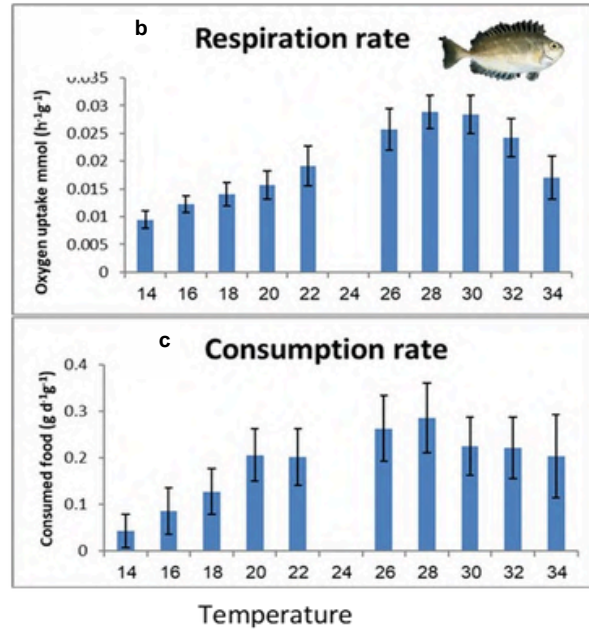 b
Respiration rate
Oxygen uptake mmol (h⁻¹g⁻¹)
0.035
0.03
0.025
0.02
0.015
0.01
0.005
0
14 16 18 20 22 24 26 28 30 32 34
c
Consumption rate
Consumed food (g d⁻¹g⁻¹)
0.4
0.3
0.2
0.1
0
14 16 18 20 22 24 26 28 30 32 34
Temperature